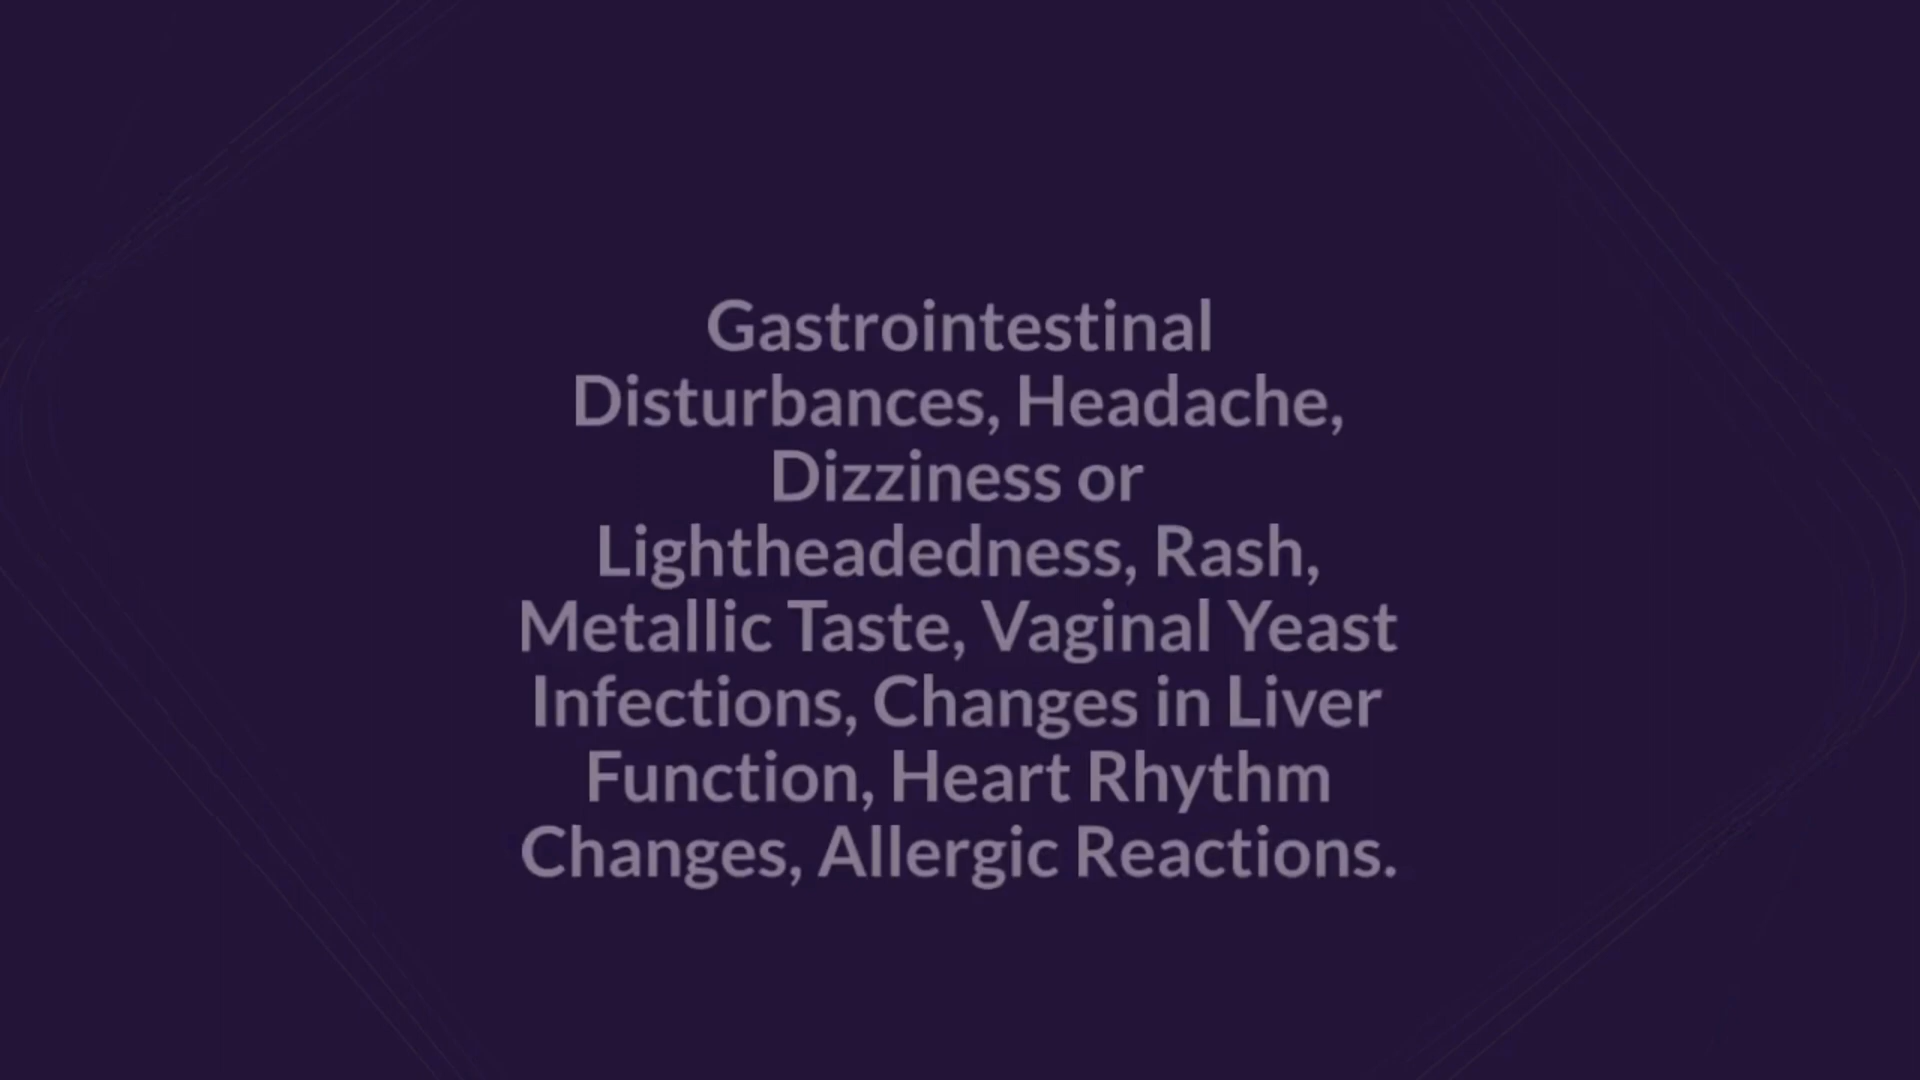 Gastrointestinal
Disturbances, Headache,
Dizziness or
Lightheadedness, Rash,
Metallic Taste, Vaginal Yeast
Infections, Changes in Liver
Function, Heart Rhythm
Changes, Allergic Reactions.